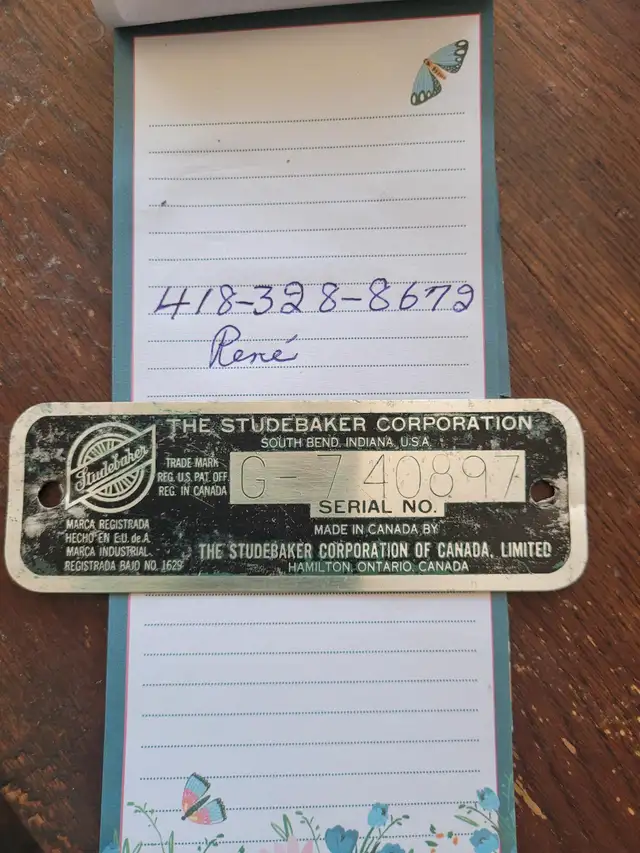 418-328-8672
René
THE STUDEBAKER CORPORATION
SOUTH BEND, INDIANA, U.S.A.
Studebaker
TRADE MARK
REG. U.S. PAT. OFF.
REG. IN CANADA
G 740897
SERIAL NO.
MARCA REGISTRADA
HECHO EN E.U. de A.
MARCA INDUSTRIAL
REGISTRADA BAJO NO. 1629
MADE IN CANADA BY
THE STUDEBAKER CORPORATION OF CANADA, LIMITED
HAMILTON, ONTARIO, CANADA